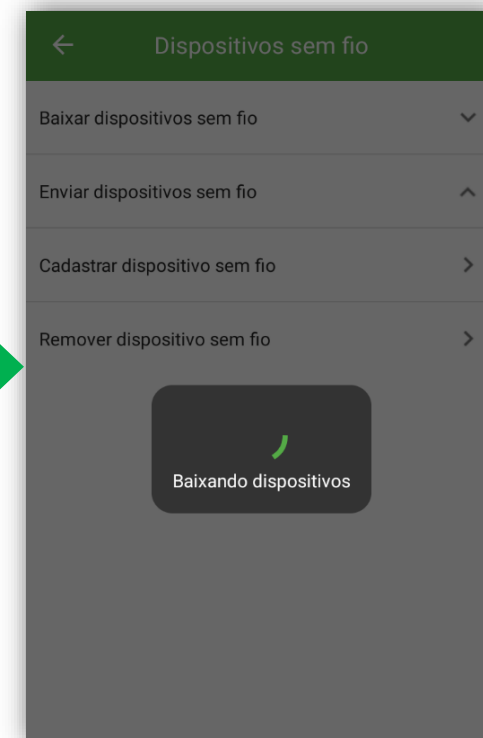 Dispositivos sem fio
Baixar dispositivos sem fio
Enviar dispositivos sem fio
Cadastrar dispositivo sem fio
Remover dispositivo sem fio
Baixando dispositivos